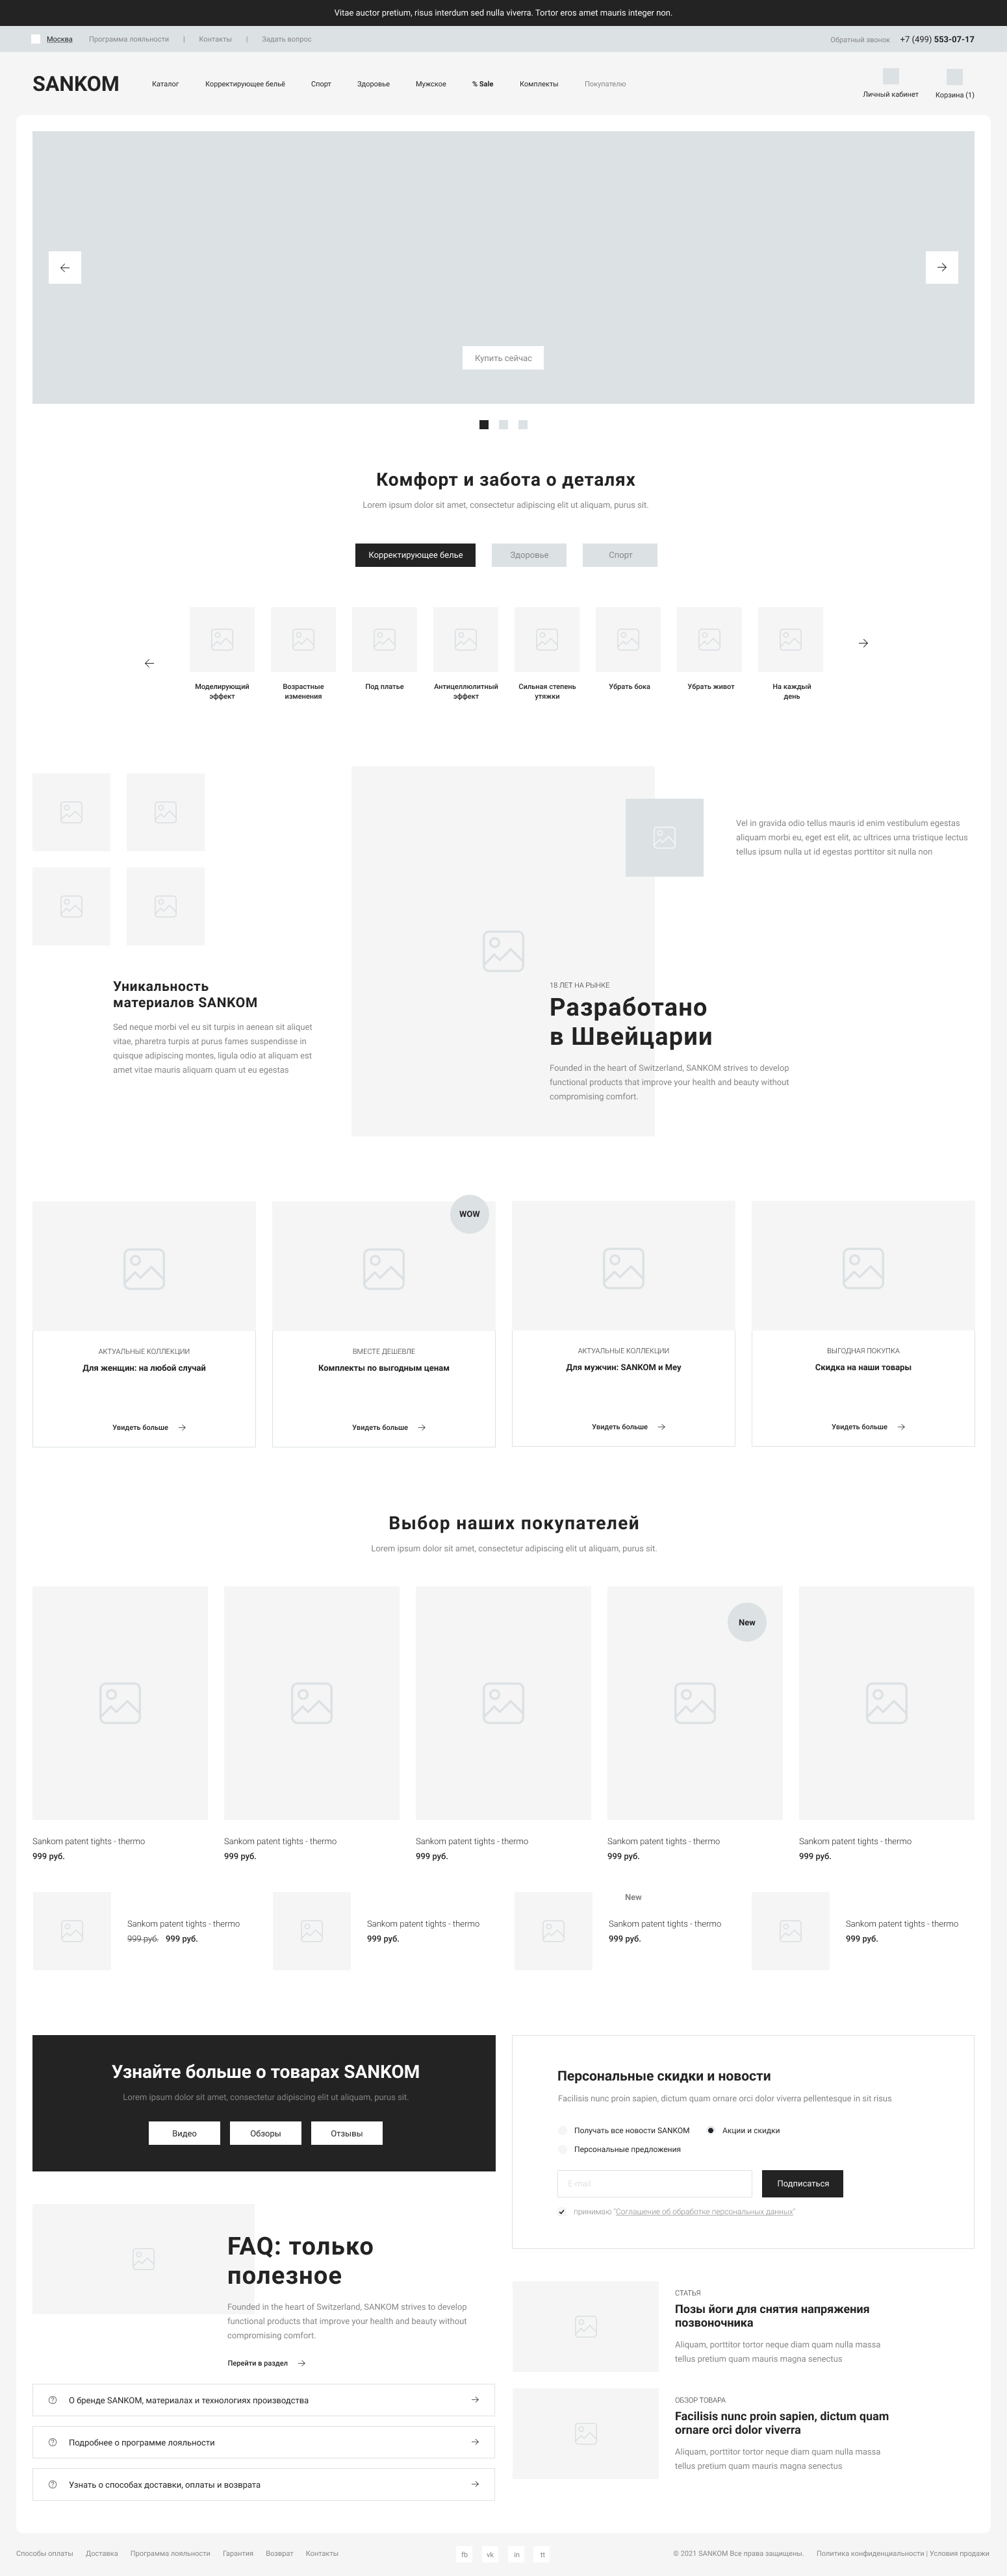 Vitae auctor pretium, risus interdum sed nulla viverra. Tortor eros amet mauris integer non.
Москва Программа лояльности | Контакты | Задать вопрос Обратный звонок +7 (499) 553-07-17
SANKOM Каталог Корректирующее бельё Спорт Здоровье Мужское % Sale Комплекты Покупателю Личный кабинет Корзина (1)
Купить сейчас
Комфорт и забота о деталях
Lorem ipsum dolor sit amet, consectetur adipiscing elit ut aliquam, purus sit.
Корректирующее белье Здоровье Спорт
Моделирующий эффект
Возрастные изменения
Под платье
Антицеллюлитный эффект
Сильная степень утяжки
Убрать бока
Убрать живот
На каждый день
Vel in gravida odio tellus mauris id enim vestibulum egestas
aliquam morbi eu, eget est elit, ac ultrices urna tristique lectus
tellus ipsum nulla ut id egestas porttitor sit nulla non
Уникальность
материалов SANKOM
Sed neque morbi vel eu sit turpis in aenean sit aliquet
vitae, pharetra turpis at purus fames suspendisse in
quisque adipiscing montes, ligula odio at aliquam est
amet vitae mauris aliquam quam ut eu egestas
18 ЛЕТ НА РЫНКЕ
Разработано
в Швейцарии
Founded in the heart of Switzerland, SANKOM strives to develop
functional products that improve your health and beauty without
compromising comfort.
АКТУАЛЬНЫЕ КОЛЛЕКЦИИ
Для женщин: на любой случай
Увидеть больше
WOW
ВМЕСТЕ ДЕШЕВЛЕ
Комплекты по выгодным ценам
Увидеть больше
АКТУАЛЬНЫЕ КОЛЛЕКЦИИ
Для мужчин: SANKOM и Mey
Увидеть больше
ВЫГОДНАЯ ПОКУПКА
Скидка на наши товары
Увидеть больше
Выбор наших покупателей
Lorem ipsum dolor sit amet, consectetur adipiscing elit ut aliquam, purus sit.
Sankom patent tights - thermo
999 руб.
Sankom patent tights - thermo
999 руб.
Sankom patent tights - thermo
999 руб.
New
Sankom patent tights - thermo
999 руб.
Sankom patent tights - thermo
999 руб.
Sankom patent tights - thermo
999 руб. 999 руб.
Sankom patent tights - thermo
999 руб.
New
Sankom patent tights - thermo
999 руб.
Sankom patent tights - thermo
999 руб.
Узнайте больше о товарах SANKOM
Lorem ipsum dolor sit amet, consectetur adipiscing elit ut aliquam, purus sit.
Видео Обзоры Отзывы
Персональные скидки и новости
Facilisis nunc proin sapien, dictum quam ornare orci dolor viverra pellentesque in sit risus
Получать все новости SANKOM Акции и скидки
Персональные предложения
E-mail Подписаться
принимаю "Соглашение об обработке персональных данных"
FAQ: только
полезное
Founded in the heart of Switzerland, SANKOM strives to develop
functional products that improve your health and beauty without
compromising comfort.
Перейти в раздел
О бренде SANKOM, материалах и технологиях производства
Подробнее о программе лояльности
Узнать о способах доставки, оплаты и возврата
СТАТЬЯ
Позы йоги для снятия напряжения
позвоночника
Aliquam, porttitor tortor neque diam quam nulla massa
tellus pretium quam mauris magna senectus
ОБЗОР ТОВАРА
Facilisis nunc proin sapien, dictum quam
ornare orci dolor viverra
Aliquam, porttitor tortor neque diam quam nulla massa
tellus pretium quam mauris magna senectus
Способы оплаты Доставка Программа лояльности Гарантия Возврат Контакты fb vk in tt © 2021 SANKOM Все права защищены. Политика конфиденциальности | Условия продажи